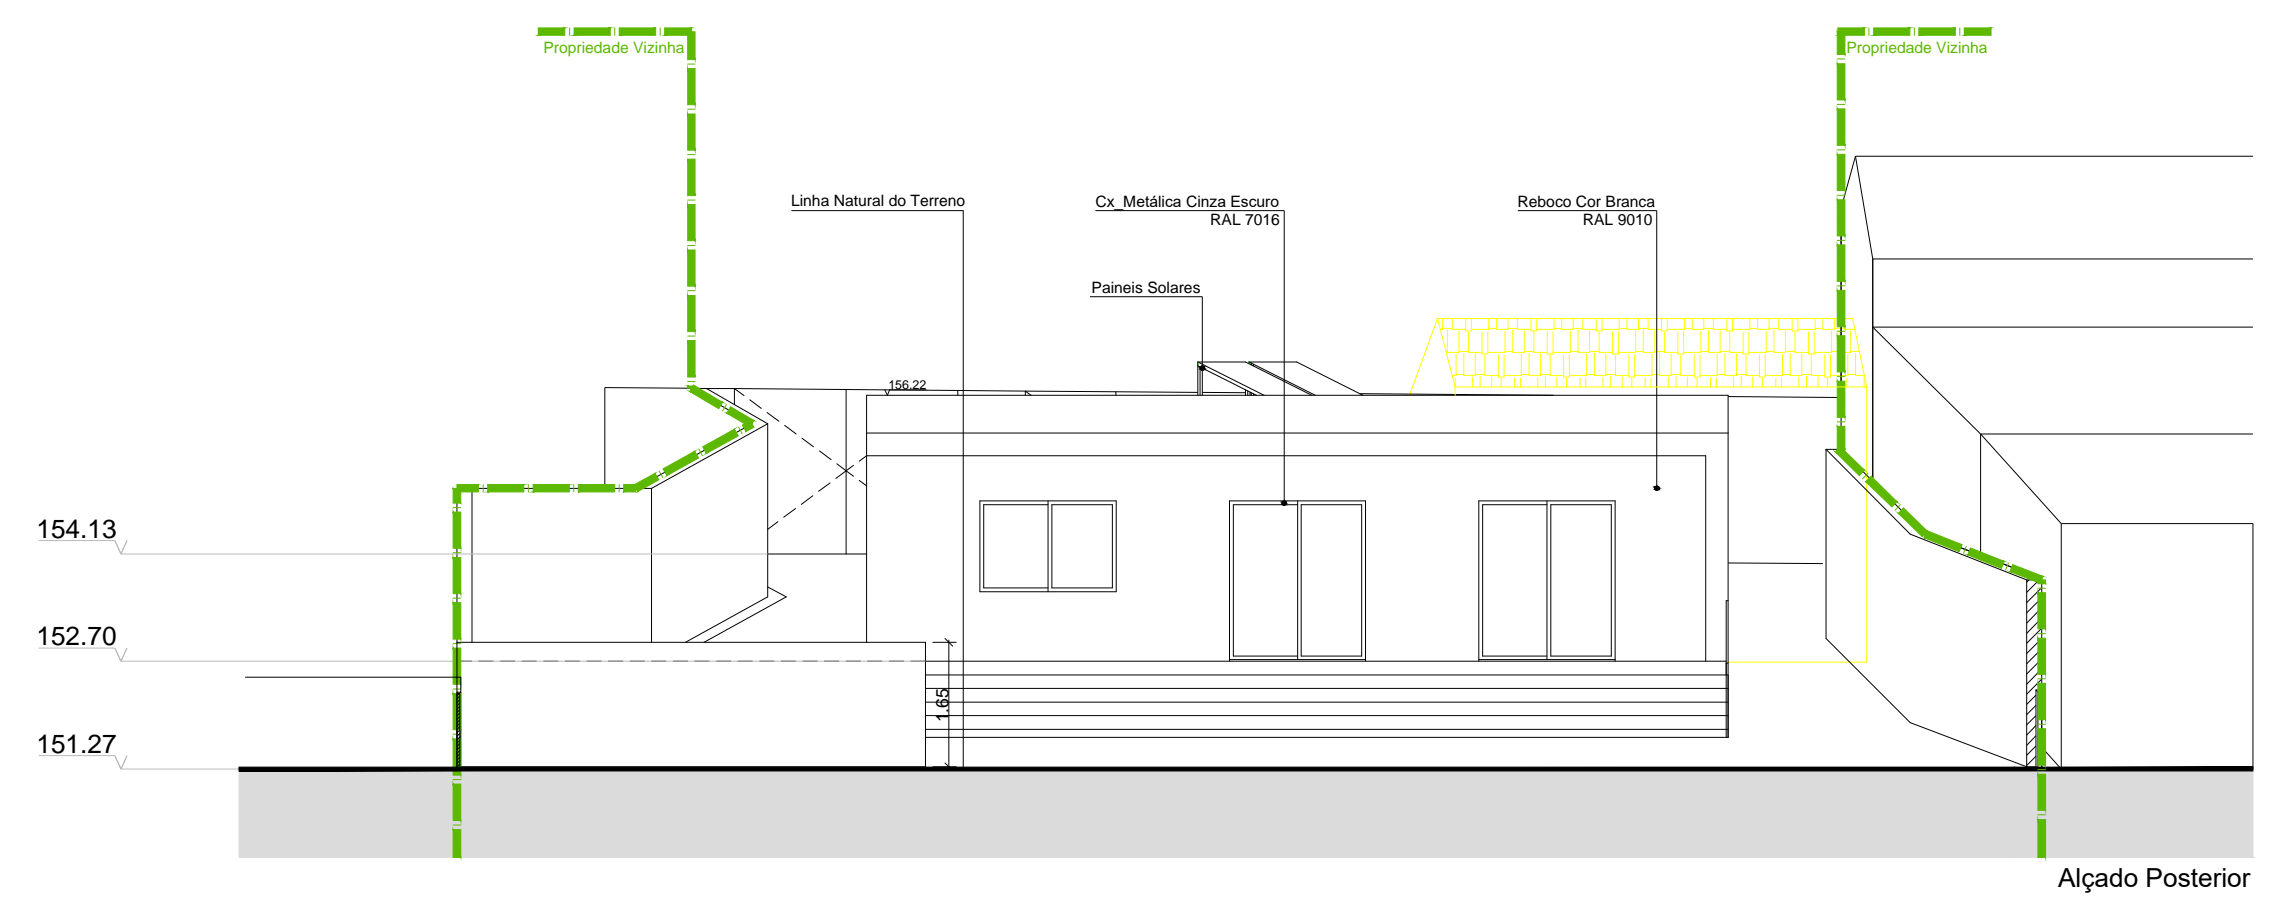 Propriedade Vizinha
Propriedade Vizinha
Linha Natural do Terreno
Cx_Metálica Cinza Escuro
RAL 7016
Reboco Cor Branca
RAL 9010
Paineis Solares
156.22
154.13
152.70
1.65
151.27
Alçado Posterior